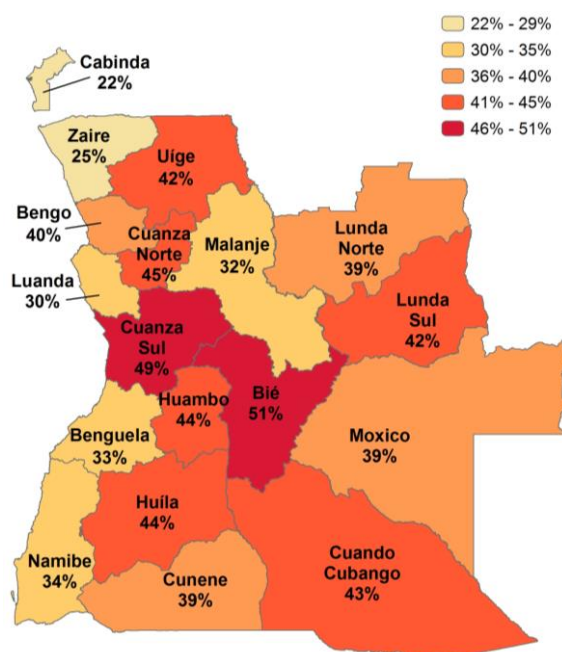 22% - 29%
30% - 35%
36% - 40%
41% - 45%
46% - 51%
Cabinda
22%
Zaire
25%
Uíge
42%
Bengo
40%
Cuanza
Norte
45%
Malanje
32%
Lunda
Norte
39%
Luanda
30%
Lunda
Sul
42%
Cuanza
Sul
49%
Bié
51%
Huambo
44%
Benguela
33%
Moxico
39%
Huíla
44%
Namibe
34%
Cunene
39%
Cuando
Cubango
43%